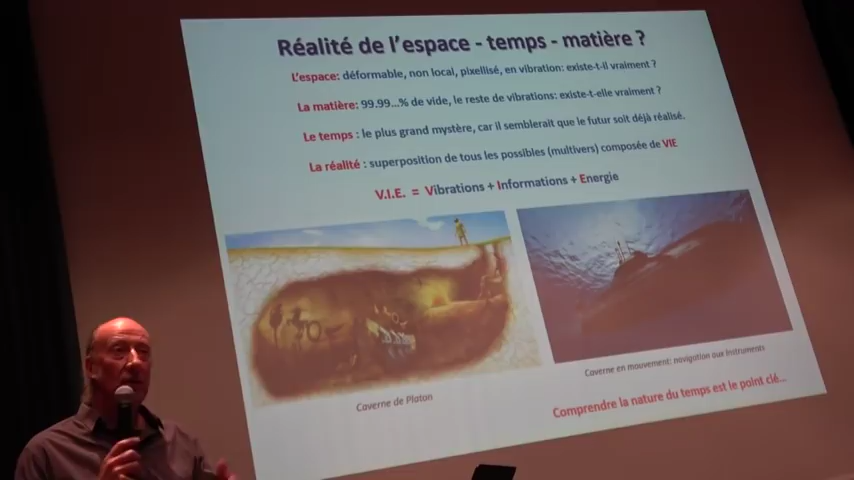 Réalité de l'espace - temps - matière ?
L'espace: déformable, non local, pixellisé, en vibration: existe-t-il vraiment ?
La matière: 99.99...% de vide, le reste de vibrations: existe-t-elle vraiment ?
Le temps : le plus grand mystère, car il semblerait que le futur soit déjà réalisé.
La réalité : superposition de tous les possibles (multivers) composée de VIE
V.I.E. = Vibrations + Informations + Energie
Caverne de Platon
Caverne en mouvement: navigation aux Instruments
Comprendre la nature du temps est le point clé...